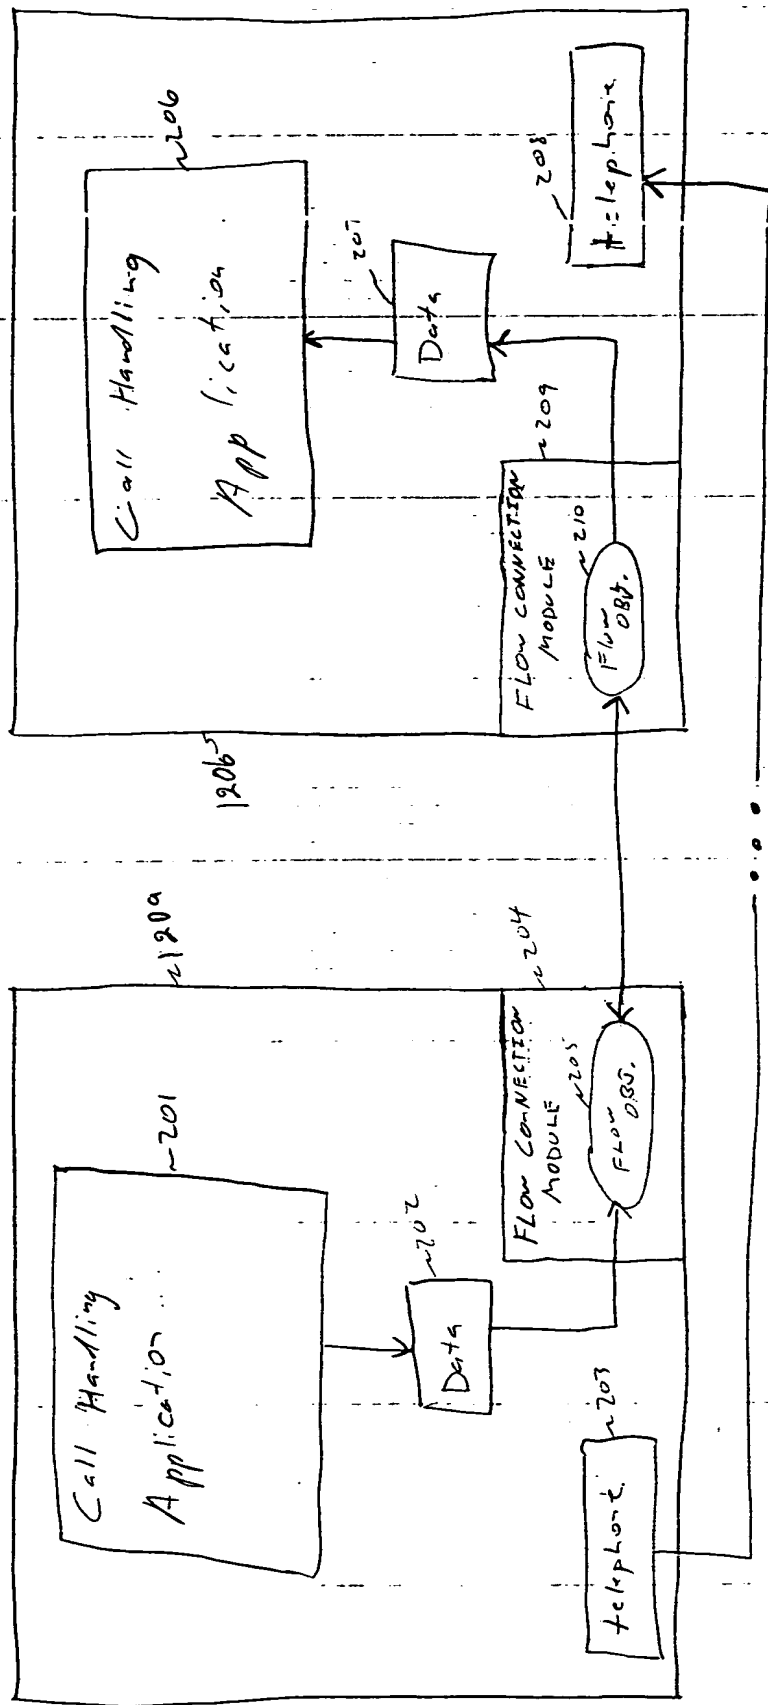 Call Handling
Application
~201
~120a
Data
~202
telephone
~203
FLOW CONNECTION
MODULE
~204
~205
FLOW
OBJ.
120b
Call Handling
Application
~206
Data
207
telephone
208
FLOW CONNECTION
MODULE
~209
~210
Flow
OBJ.